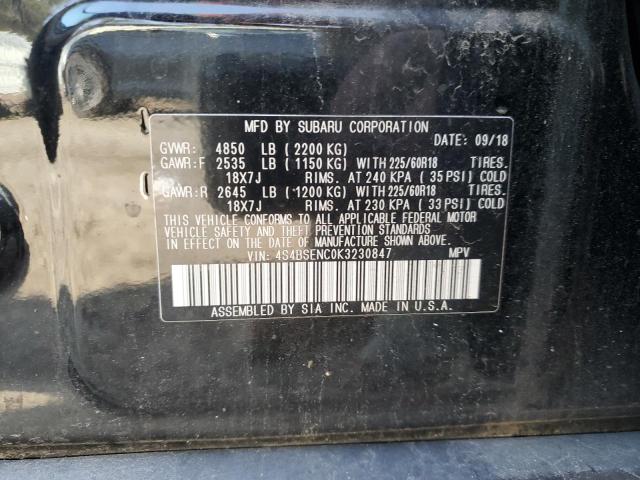 MFD BY SUBARU CORPORATION
DATE: 09/18
GVWR: 4850 LB (2200 KG)
GAWR:F 2535 LB (1150 KG) WITH 225/60R18 TIRES.
18X7J RIMS. AT 240 KPA ( 35 PSI) COLD
GAWR:R 2645 LB (1200 KG) WITH 225/60R18 TIRES.
18X7J RIMS. AT 230 KPA ( 33 PSI) COLD
THIS VEHICLE CONFORMS TO ALL APPLICABLE FEDERAL MOTOR
VEHICLE SAFETY AND THEFT PREVENTION STANDARDS
IN EFFECT ON THE DATE OF MANUFACTURE SHOWN ABOVE.
VIN: 4S4BSENC0K3230847 MPV
ASSEMBLED BY SIA INC. MADE IN U.S.A.